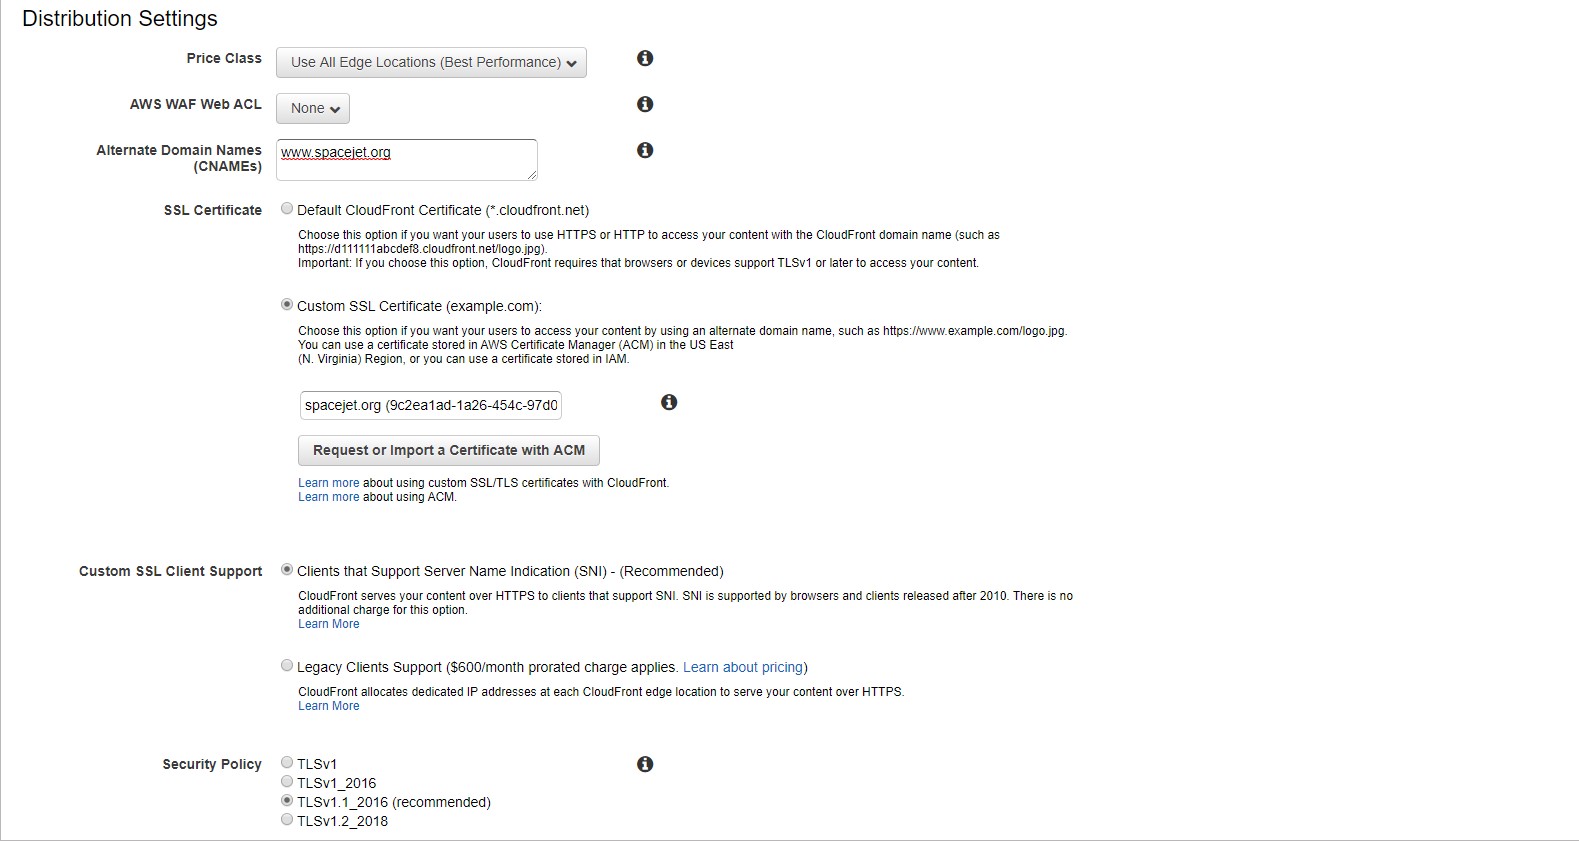 Distribution Settings
Price Class
Use All Edge Locations (Best Performance)
AWS WAF Web ACL
None
Alternate Domain Names
(CNAMEs)
www.spacejet.org
SSL Certificate
Default CloudFront Certificate (*.cloudfront.net)
Choose this option if you want your users to use HTTPS or HTTP to access your content with the CloudFront domain name (such as
https://d111111abcdef8.cloudfront.net/logo.jpg).
Important: If you choose this option, CloudFront requires that browsers or devices support TLSv1 or later to access your content.
Custom SSL Certificate (example.com):
Choose this option if you want your users to access your content by using an alternate domain name, such as https://www.example.com/logo.jpg.
You can use a certificate stored in AWS Certificate Manager (ACM) in the US East
(N. Virginia) Region, or you can use a certificate stored in IAM.
spacejet.org (9c2ea1ad-1a26-454c-97d0
Request or Import a Certificate with ACM
Learn more about using custom SSL/TLS certificates with CloudFront.
Learn more about using ACM.
Custom SSL Client Support
Clients that Support Server Name Indication (SNI) - (Recommended)
CloudFront serves your content over HTTPS to clients that support SNI. SNI is supported by browsers and clients released after 2010. There is no
additional charge for this option.
Learn More
Legacy Clients Support ($600/month prorated charge applies. Learn about pricing)
CloudFront allocates dedicated IP addresses at each CloudFront edge location to serve your content over HTTPS.
Learn More
Security Policy
TLSv1
TLSv1_2016
TLSv1.1_2016 (recommended)
TLSv1.2_2018